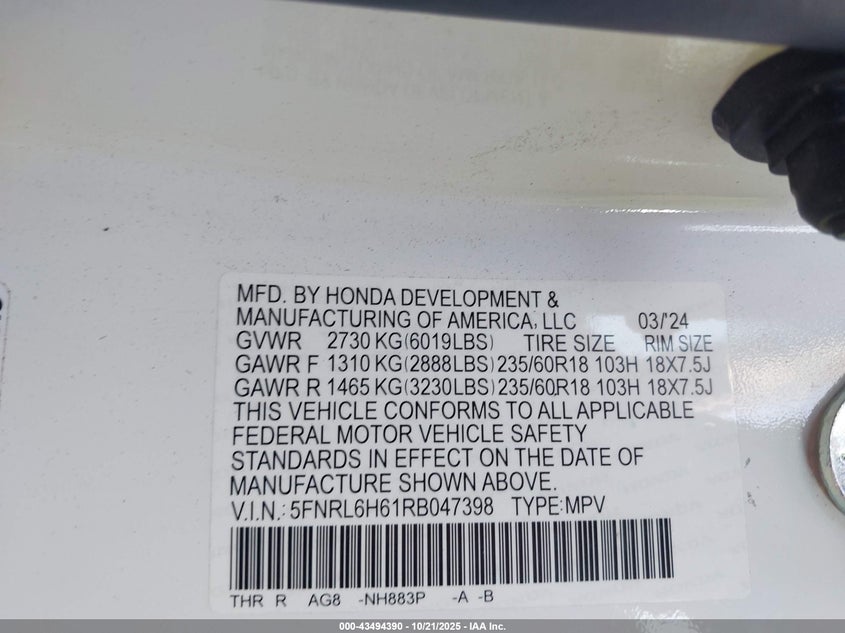 MFD. BY HONDA DEVELOPMENT &
MANUFACTURING OF AMERICA, LLC 03/'24
GVWR 2730 KG(6019LBS) TIRE SIZE RIM SIZE
GAWR F 1310 KG(2888LBS) 235/60R18 103H 18X7.5J
GAWR R 1465 KG(3230LBS) 235/60R18 103H 18X7.5J
THIS VEHICLE CONFORMS TO ALL APPLICABLE
FEDERAL MOTOR VEHICLE SAFETY
STANDARDS IN EFFECT ON THE DATE OF
MANUFACTURE SHOWN ABOVE.
V.I.N.: 5FNRL6H61RB047398 TYPE:MPV
THR R AG8 -NH883P -A -B
000-43494390 - 10/21/2025 - IAA Inc.